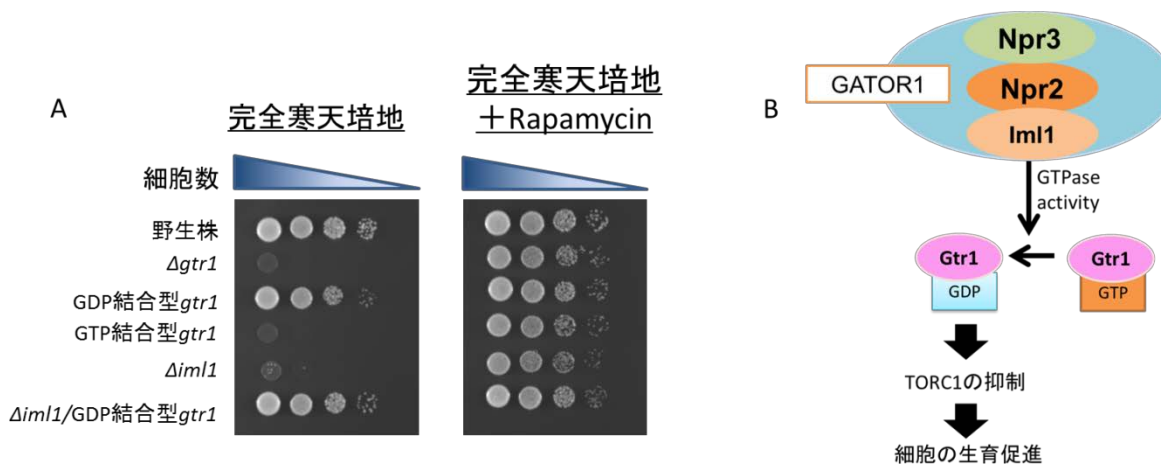 A
完全寒天培地
完全寒天培地
＋Rapamycin
細胞数
野生株
Δgtr1
GDP結合型gtr1
GTP結合型gtr1
Δiml1
Δiml1/GDP結合型gtr1
B
GATOR1
Npr3
Npr2
Iml1
GTPase
activity
Gtr1
GDP
Gtr1
GTP
TORC1の抑制
細胞の生育促進